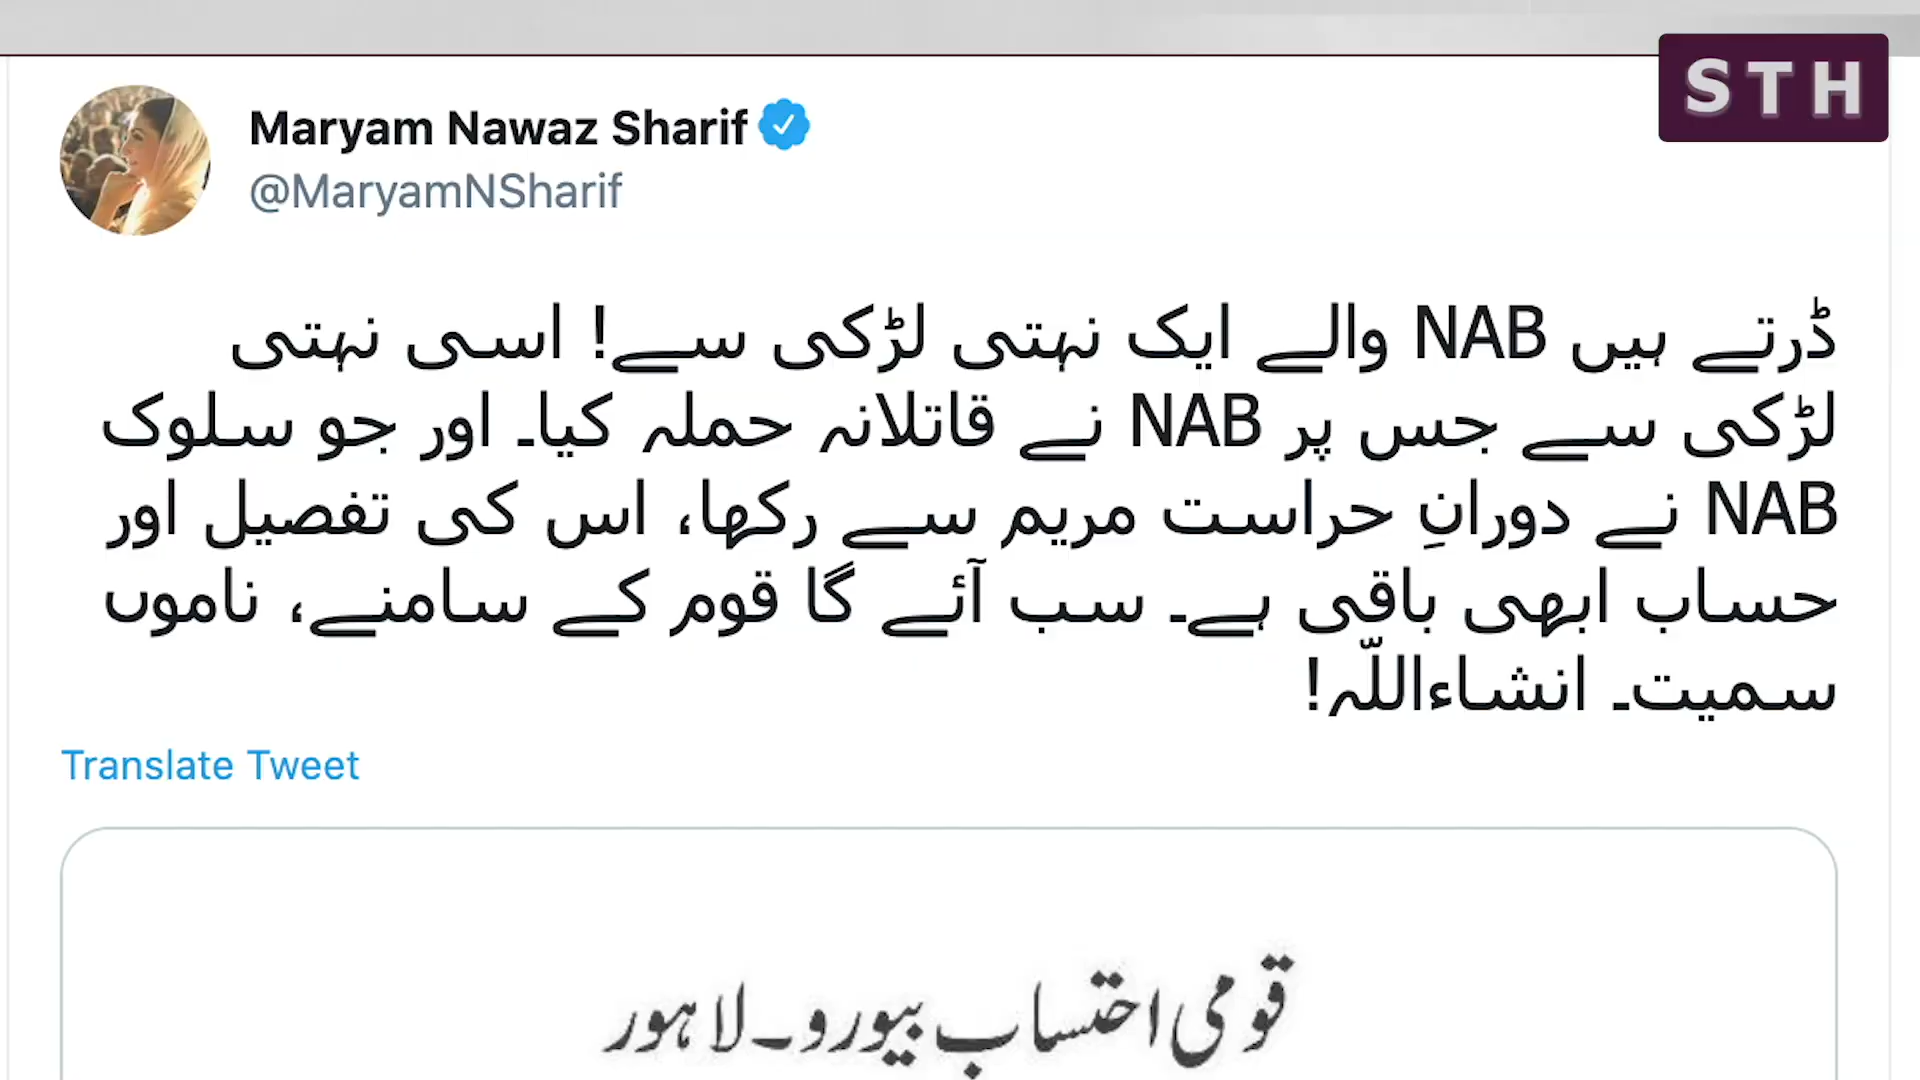 STH
Maryam Nawaz Sharif
@MaryamNSharif
ڈرتے ہیں NAB والے ایک نہتی لڑکی سے! اسی نہتی
لڑکی سے جس پر NAB نے قاتلانہ حملہ کیا۔ اور جو سلوک
NAB نے دورانِ حراست مریم سے رکھا، اس کی تفصیل اور
حساب ابھی باقی ہے۔ سب آئے گا قوم کے سامنے، ناموں
سمیت۔ انشاءاللّہ!
Translate Tweet
قومی احتساب بیورو۔ لاہور